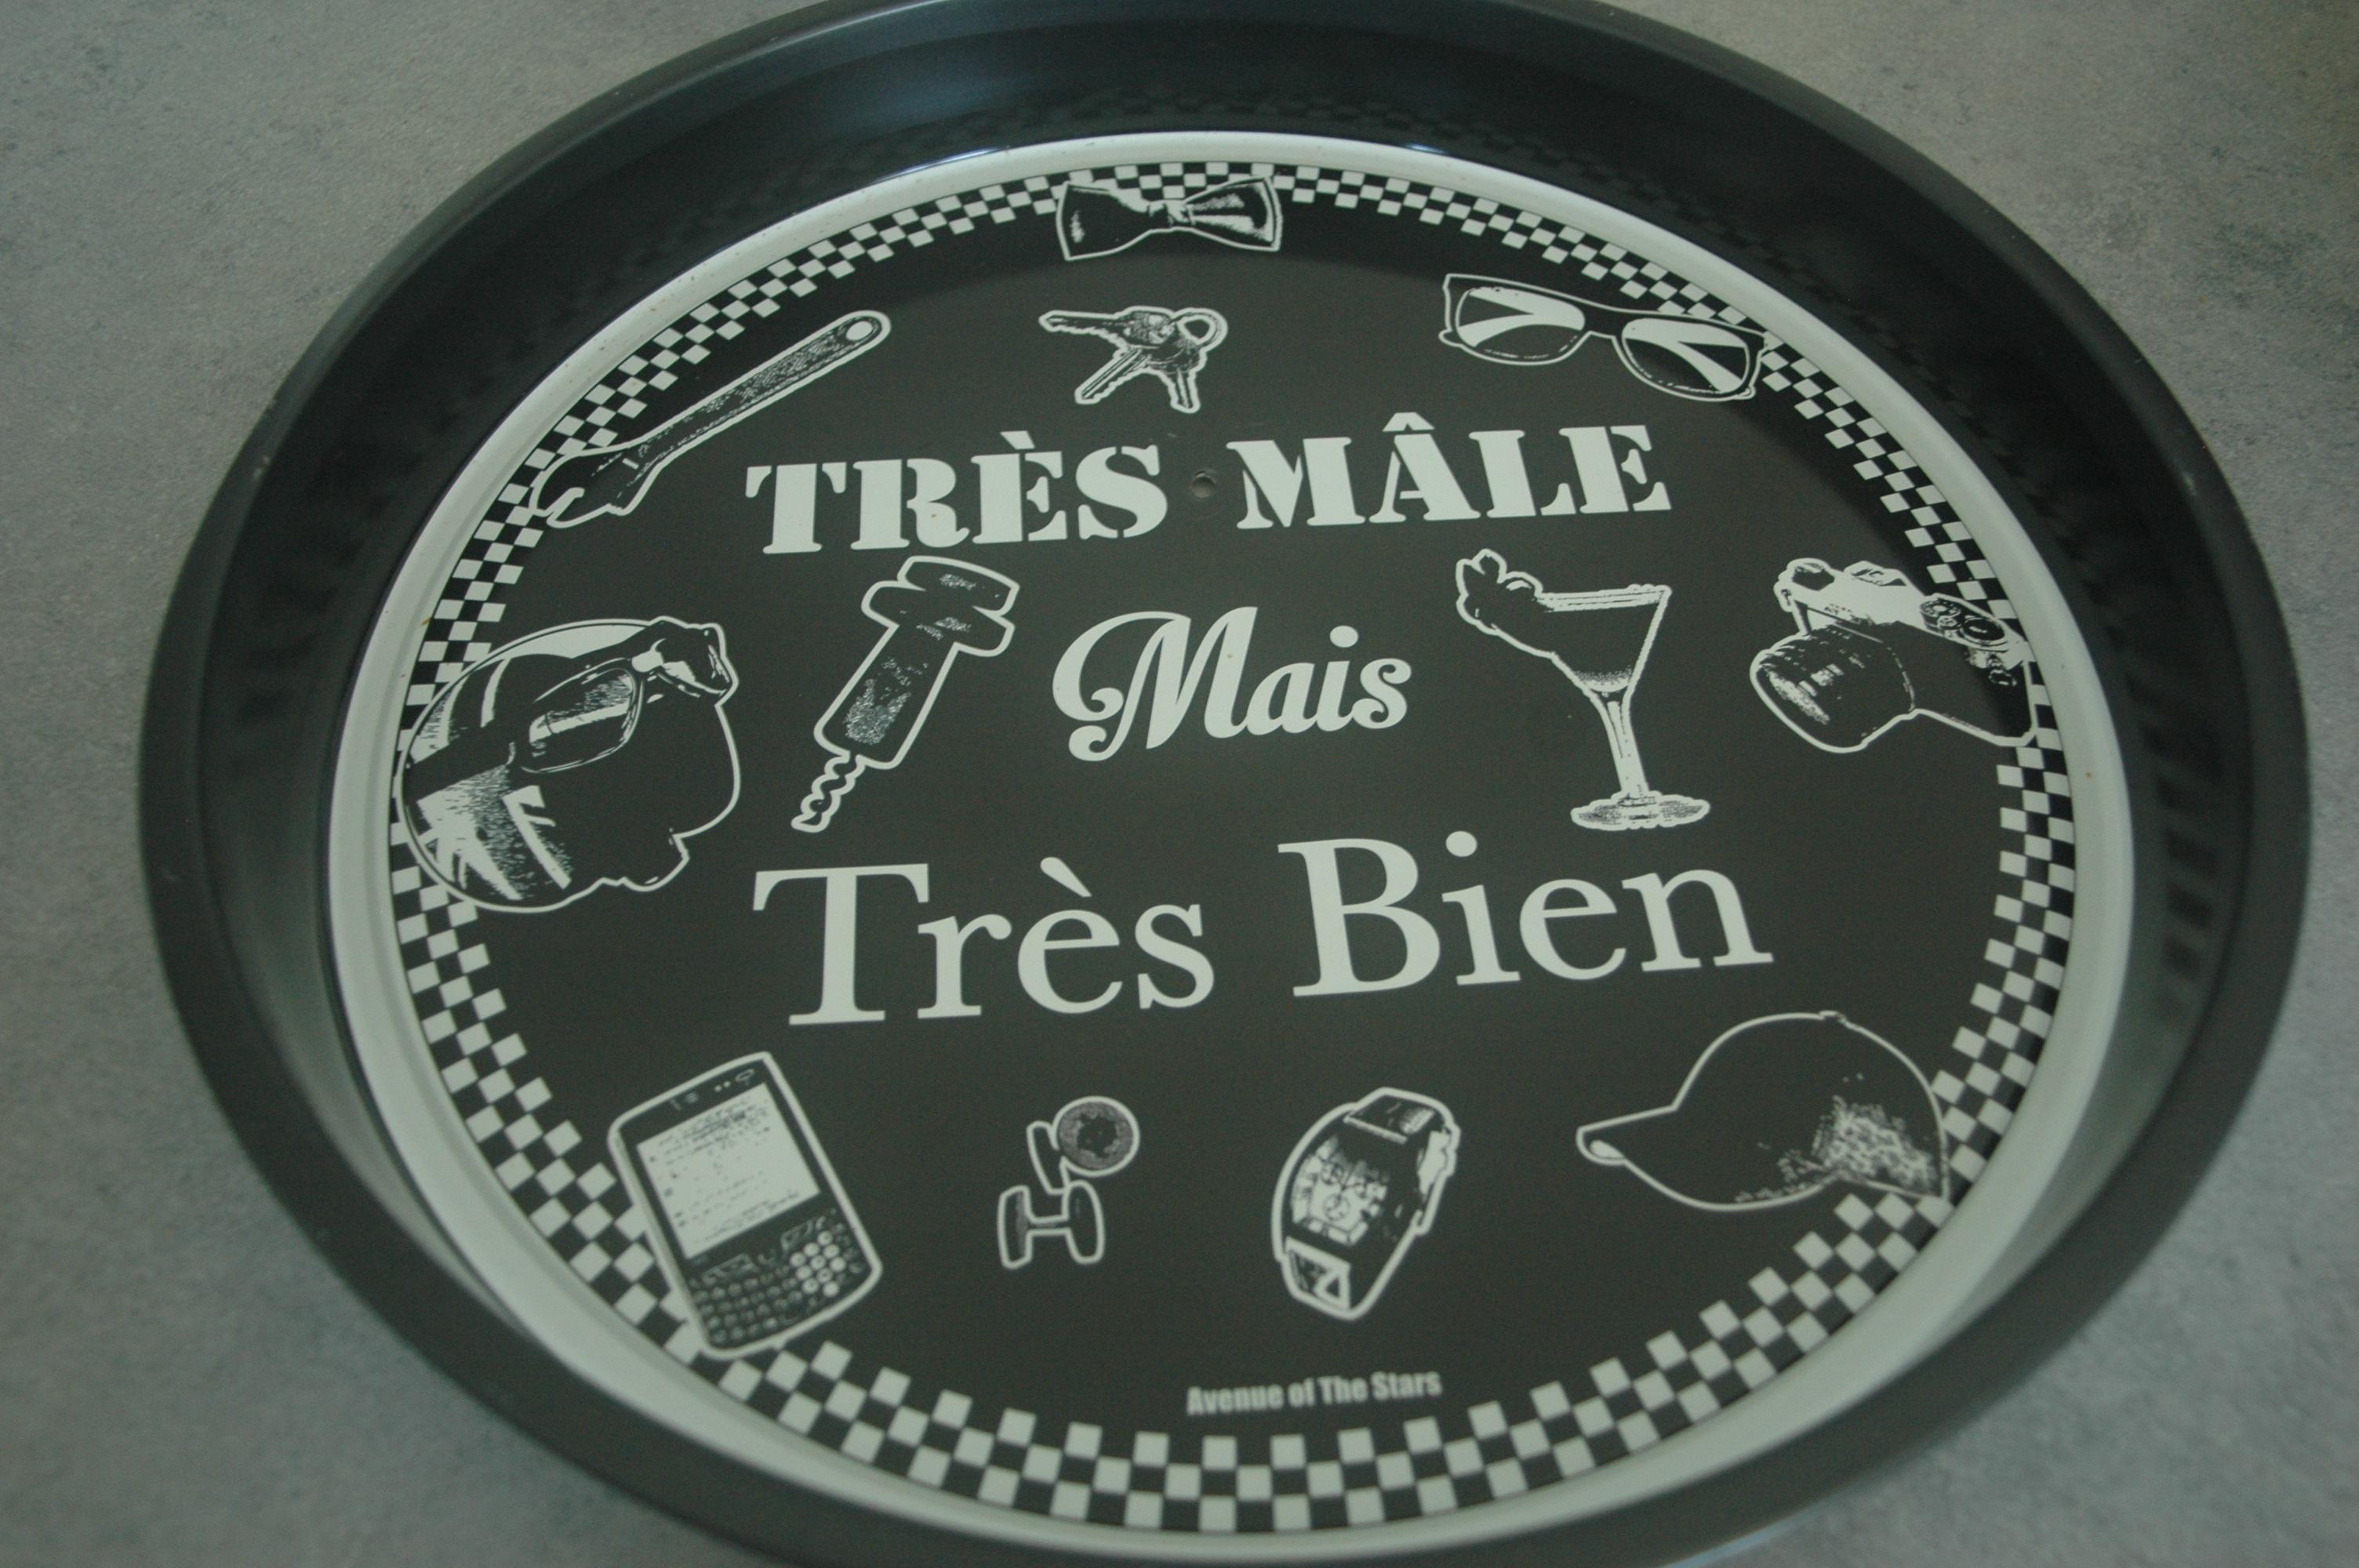 TRÈS MÂLE
Mais
Très Bien
Avenue of The Stars